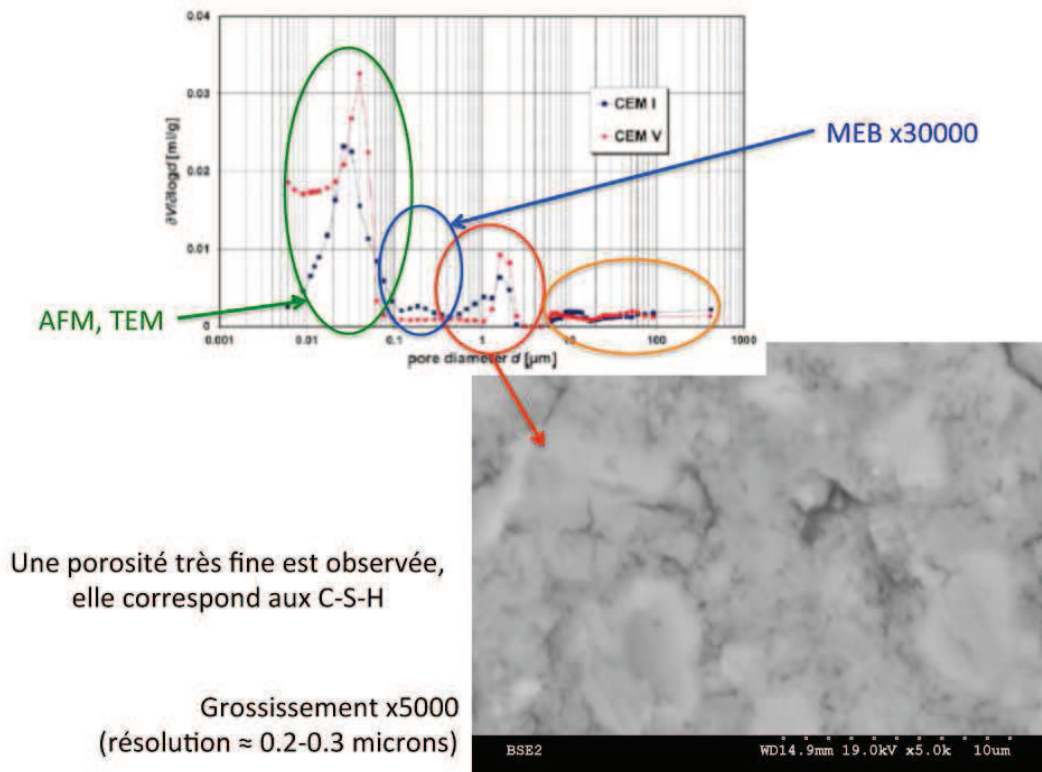 0.04
0.03
0.02
0.01
0
∂V/∂logd [ml/g]
CEM I
CEM V
MEB x30000
AFM, TEM
0.001 0.01 0.1 1 10 100 1000
pore diameter d [µm]
Une porosité très fine est observée,
elle correspond aux C-S-H
Grossissement x5000
(résolution ≈ 0.2-0.3 microns)
BSE2 WD14.9mm 19.0kV x5.0k 10um